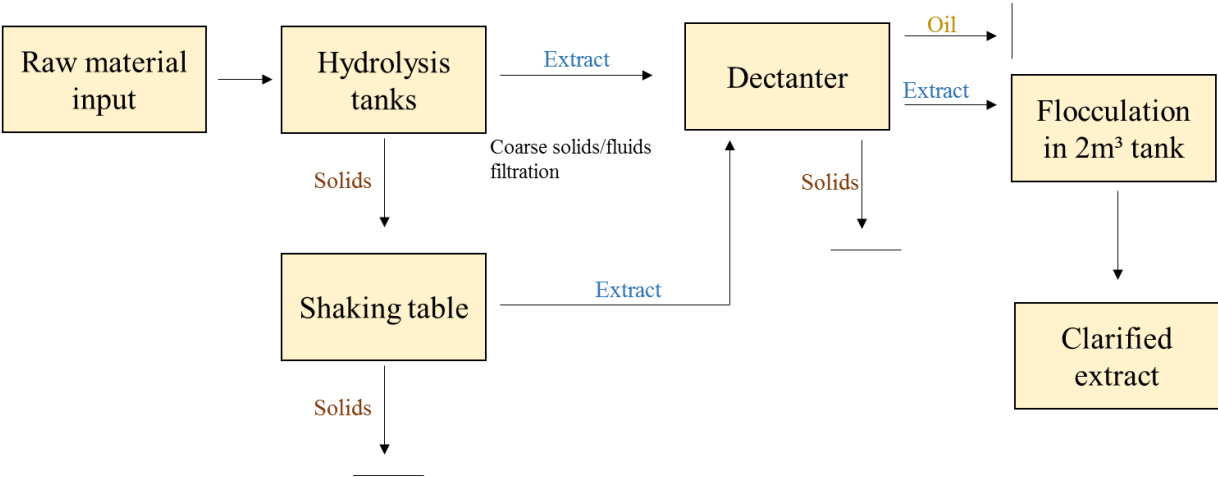 Raw material
input
Hydrolysis
tanks
Extract
Coarse solids/fluids
filtration
Solids
Shaking table
Extract
Solids
Dectanter
Solids
Oil
Extract
Flocculation
in 2m³ tank
Clarified
extract